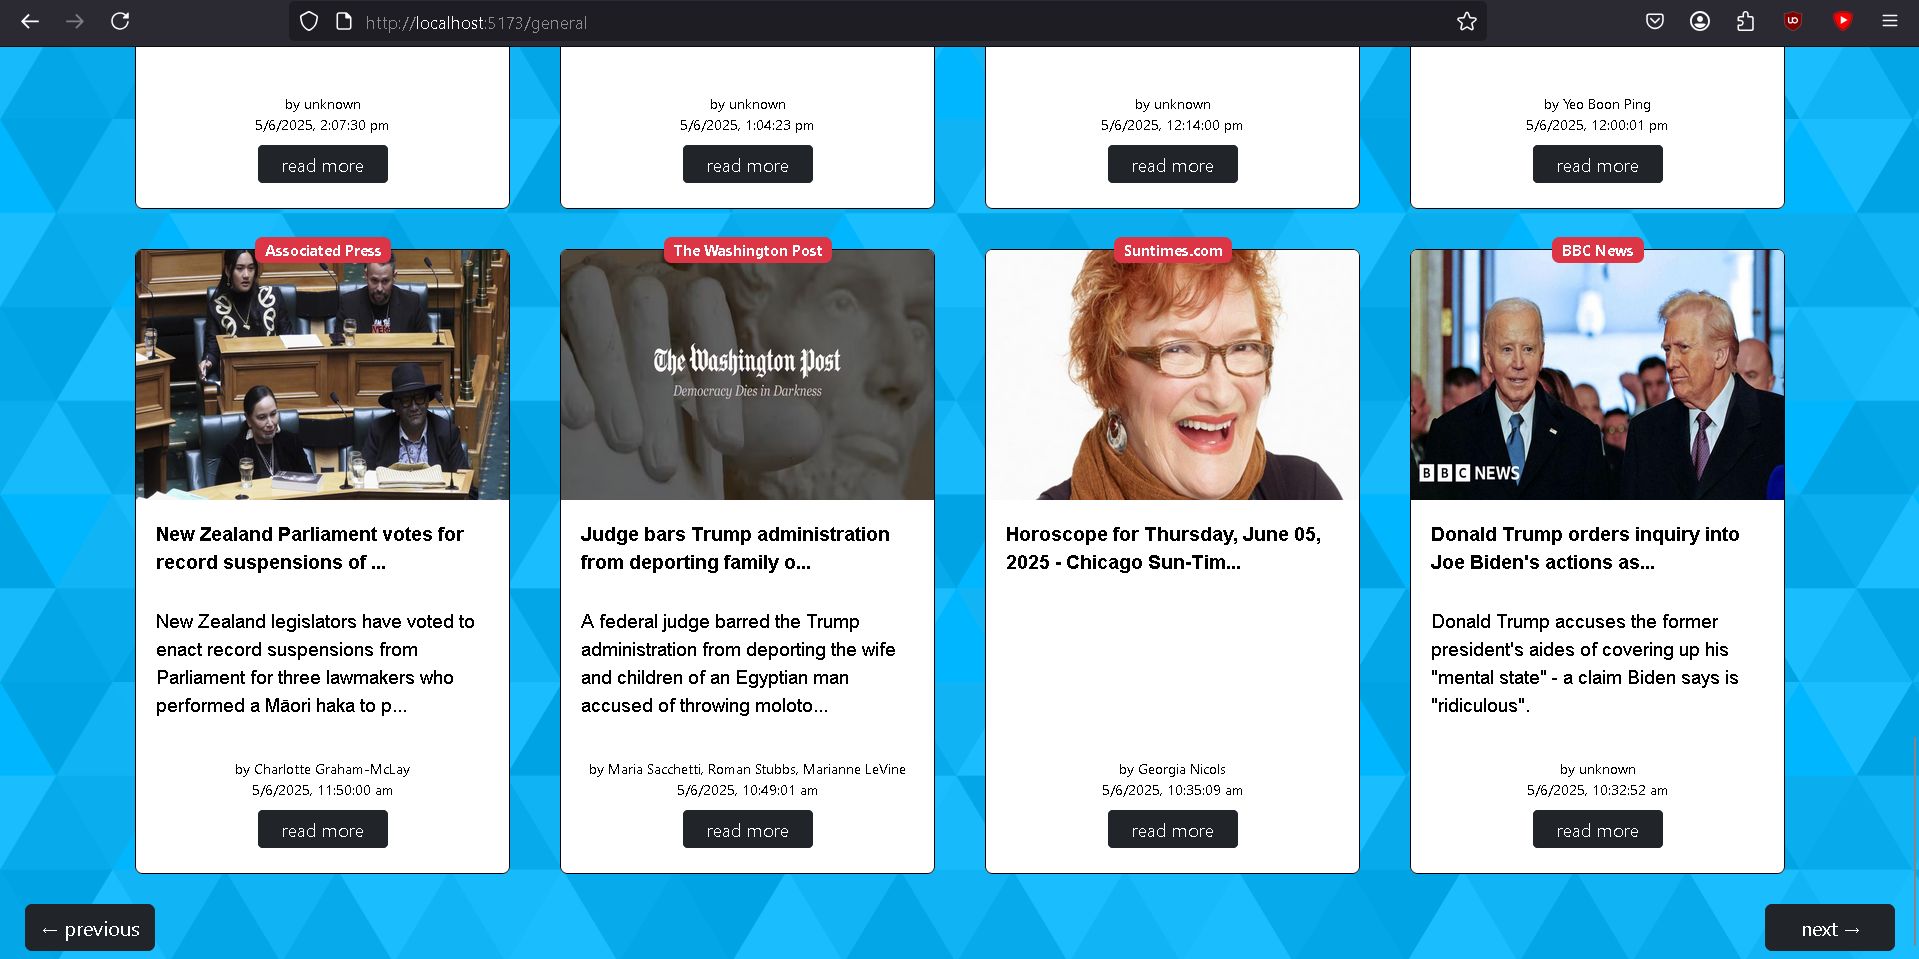 http://localhost:5173/general
by unknown
5/6/2025, 2:07:30 pm
read more
by unknown
5/6/2025, 1:04:23 pm
read more
by unknown
5/6/2025, 12:14:00 pm
read more
by Yeo Boon Ping
5/6/2025, 12:00:01 pm
read more
Associated Press
New Zealand Parliament votes for
record suspensions of ...
New Zealand legislators have voted to
enact record suspensions from
Parliament for three lawmakers who
performed a Māori haka to p...
by Charlotte Graham-McLay
5/6/2025, 11:50:00 am
read more
The Washington Post
The Washington Post
Democracy Dies in Darkness
Judge bars Trump administration
from deporting family o...
A federal judge barred the Trump
administration from deporting the wife
and children of an Egyptian man
accused of throwing moloto...
by Maria Sacchetti, Roman Stubbs, Marianne LeVine
5/6/2025, 10:49:01 am
read more
Suntimes.com
Horoscope for Thursday, June 05,
2025 - Chicago Sun-Tim...
by Georgia Nicols
5/6/2025, 10:35:09 am
read more
BBC News
BBC NEWS
Donald Trump orders inquiry into
Joe Biden's actions as...
Donald Trump accuses the former
president's aides of covering up his
"mental state" - a claim Biden says is
"ridiculous".
by unknown
5/6/2025, 10:32:52 am
read more
← previous
next →